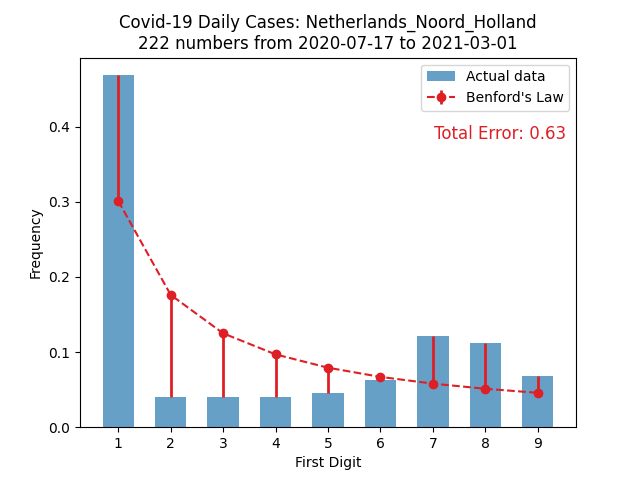 Covid-19 Daily Cases: Netherlands_Noord_Holland
222 numbers from 2020-07-17 to 2021-03-01
Actual data
Benford's Law
Total Error: 0.63
Frequency
0.4
0.3
0.2
0.1
0.0
1 2 3 4 5 6 7 8 9
First Digit